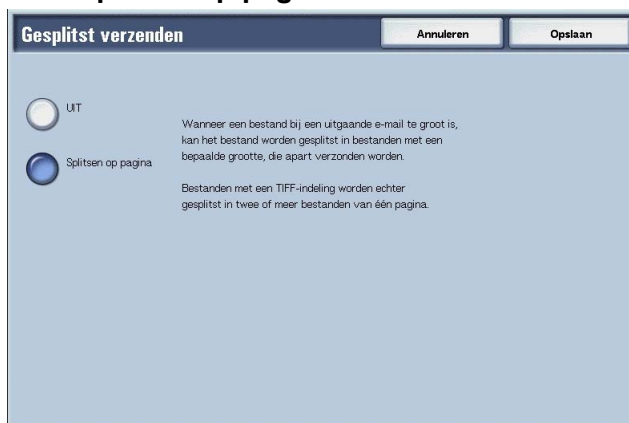 Gesplitst verzenden
Annuleren
Opslaan
UIT
Splitsen op pagina
Wanneer een bestand bij een uitgaande e-mail te groot is,
kan het bestand worden gesplitst in bestanden met een
bepaalde grootte, die apart verzonden worden.
Bestanden met een TIFF-indeling worden echter
gesplitst in twee of meer bestanden van één pagina.